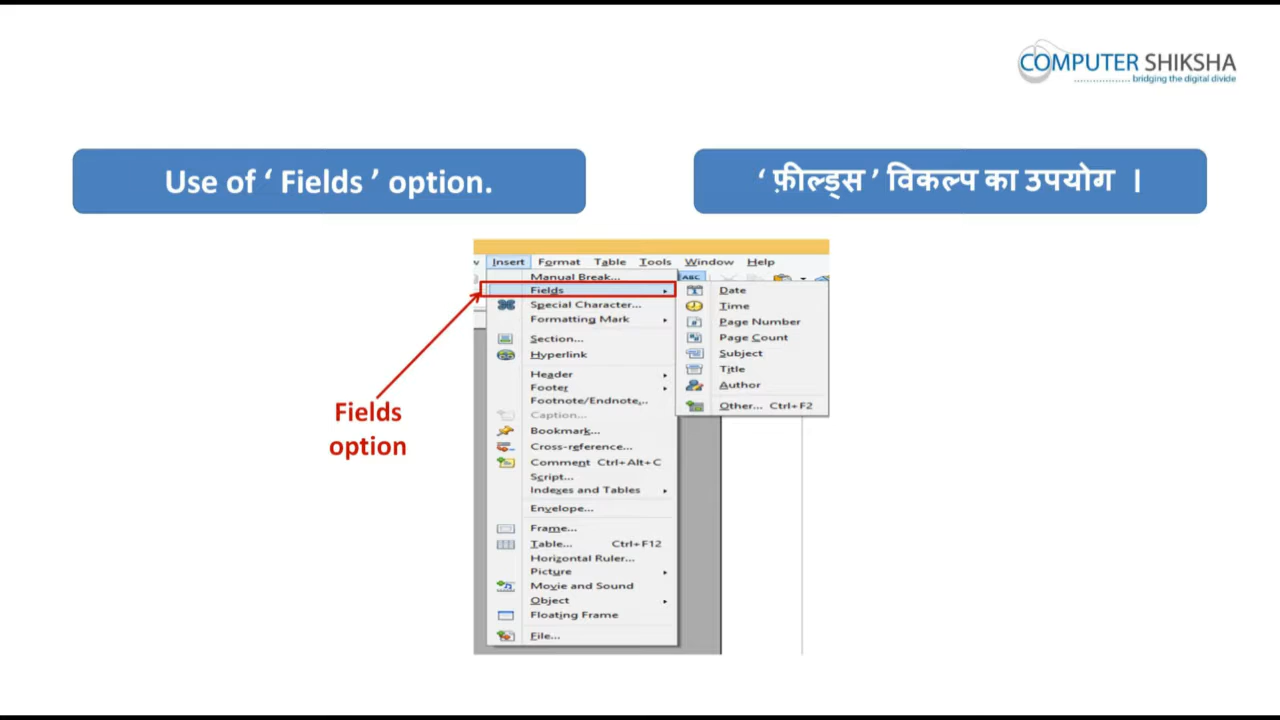 COMPUTER SHIKSHA
bridging the digital divide
Use of ‘ Fields ’ option.
‘ फ़ील्ड्स ’ विकल्प का उपयोग ।
Insert Format Table Tools Window Help
Manual Break...
ABC
Fields
Special Character...
Formatting Mark
Section...
Hyperlink
Header
Footer
Footnote/Endnote...
Caption...
Bookmark...
Cross-reference...
Comment Ctrl+Alt+C
Script...
Indexes and Tables
Envelope...
Frame...
Table... Ctrl+F12
Horizontal Ruler...
Picture
Movie and Sound
Object
Floating Frame
File...
Date
Time
Page Number
Page Count
Subject
Title
Author
Other... Ctrl+F2
Fields
option